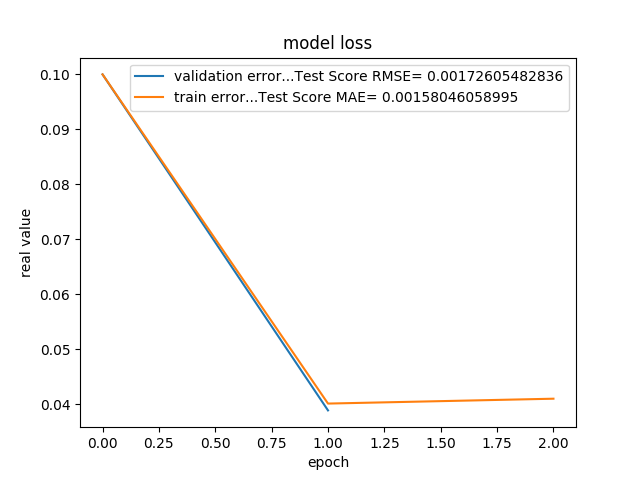 model loss
validation error...Test Score RMSE= 0.00172605482836
train error...Test Score MAE= 0.00158046058995
0.10
0.09
0.08
0.07
0.06
0.05
0.04
real value
0.00 0.25 0.50 0.75 1.00 1.25 1.50 1.75 2.00
epoch